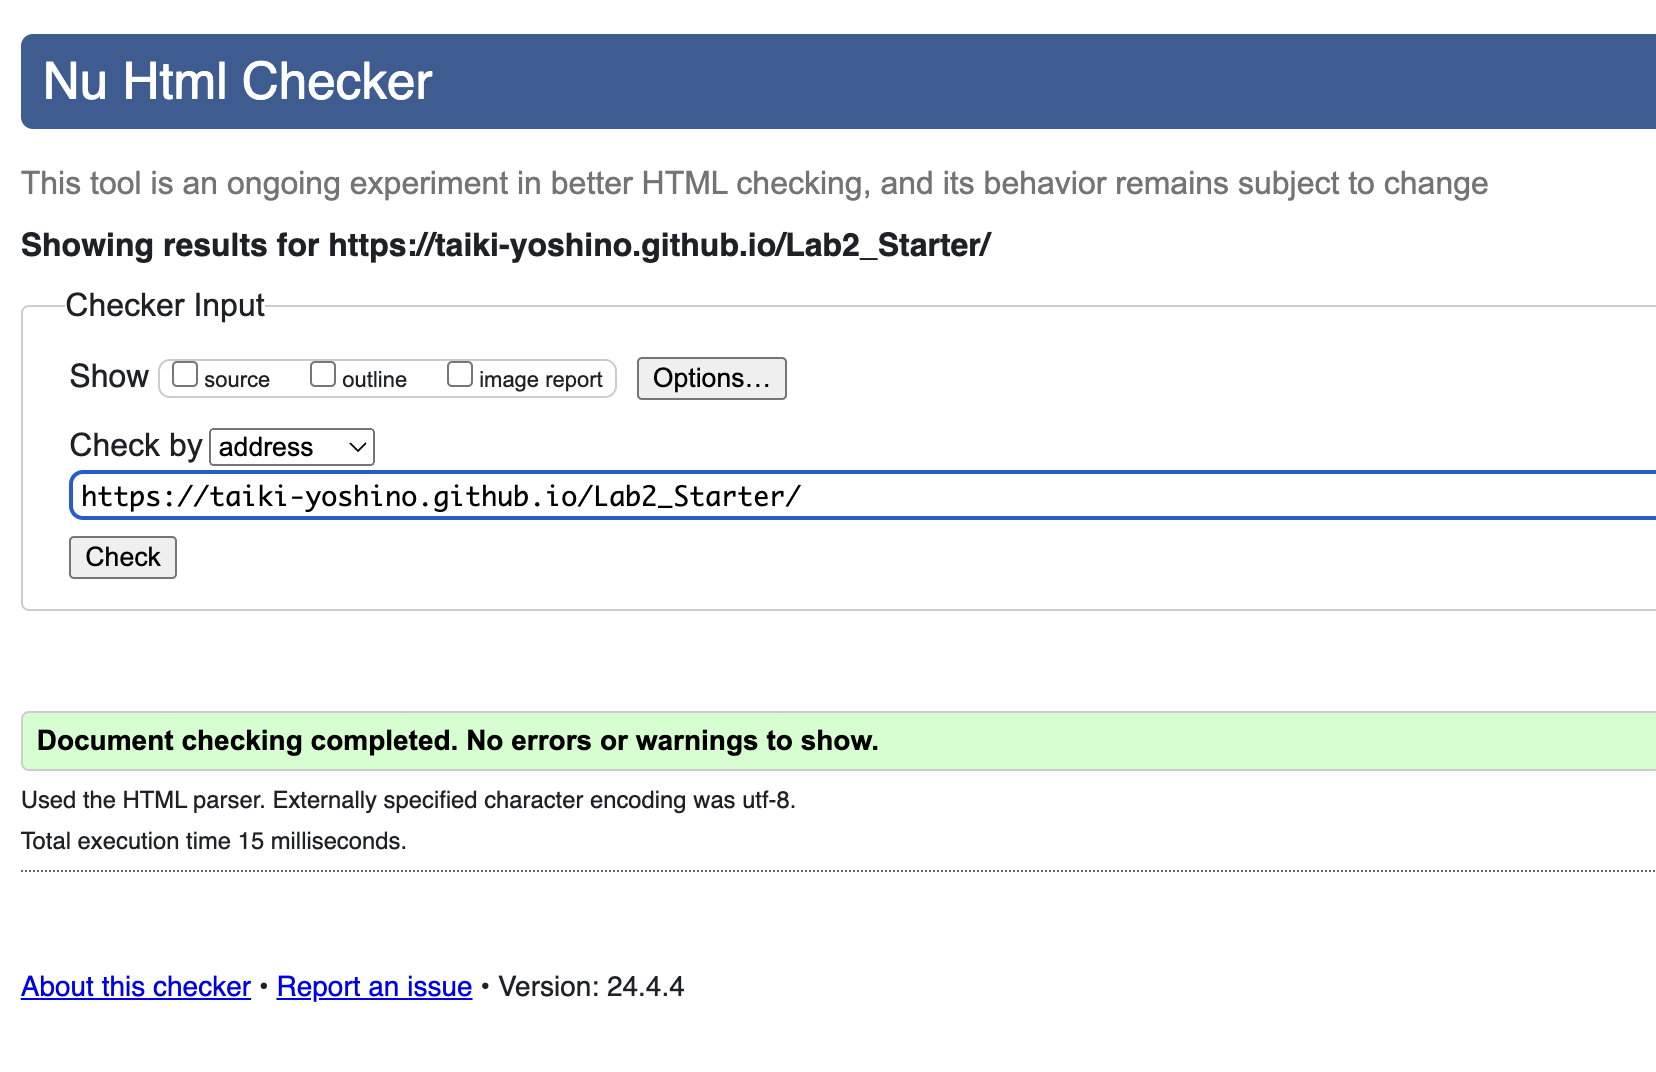 Nu Html Checker
This tool is an ongoing experiment in better HTML checking, and its behavior remains subject to change
Showing results for https://taiki-yoshino.github.io/Lab2_Starter/
Checker Input
Show source outline image report Options…
Check by address
https://taiki-yoshino.github.io/Lab2_Starter/
Check
Document checking completed. No errors or warnings to show.
Used the HTML parser. Externally specified character encoding was utf-8.
Total execution time 15 milliseconds.
About this checker • Report an issue • Version: 24.4.4